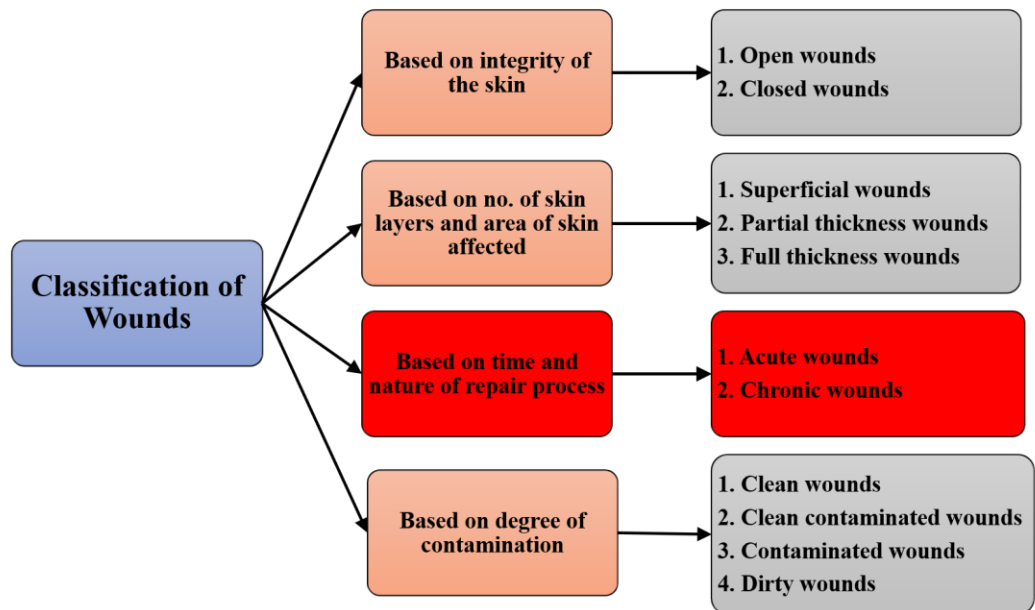 Classification of
Wounds
Based on integrity of
the skin
1. Open wounds
2. Closed wounds
Based on no. of skin
layers and area of skin
affected
1. Superficial wounds
2. Partial thickness wounds
3. Full thickness wounds
Based on time and
nature of repair process
1. Acute wounds
2. Chronic wounds
Based on degree of
contamination
1. Clean wounds
2. Clean contaminated wounds
3. Contaminated wounds
4. Dirty wounds